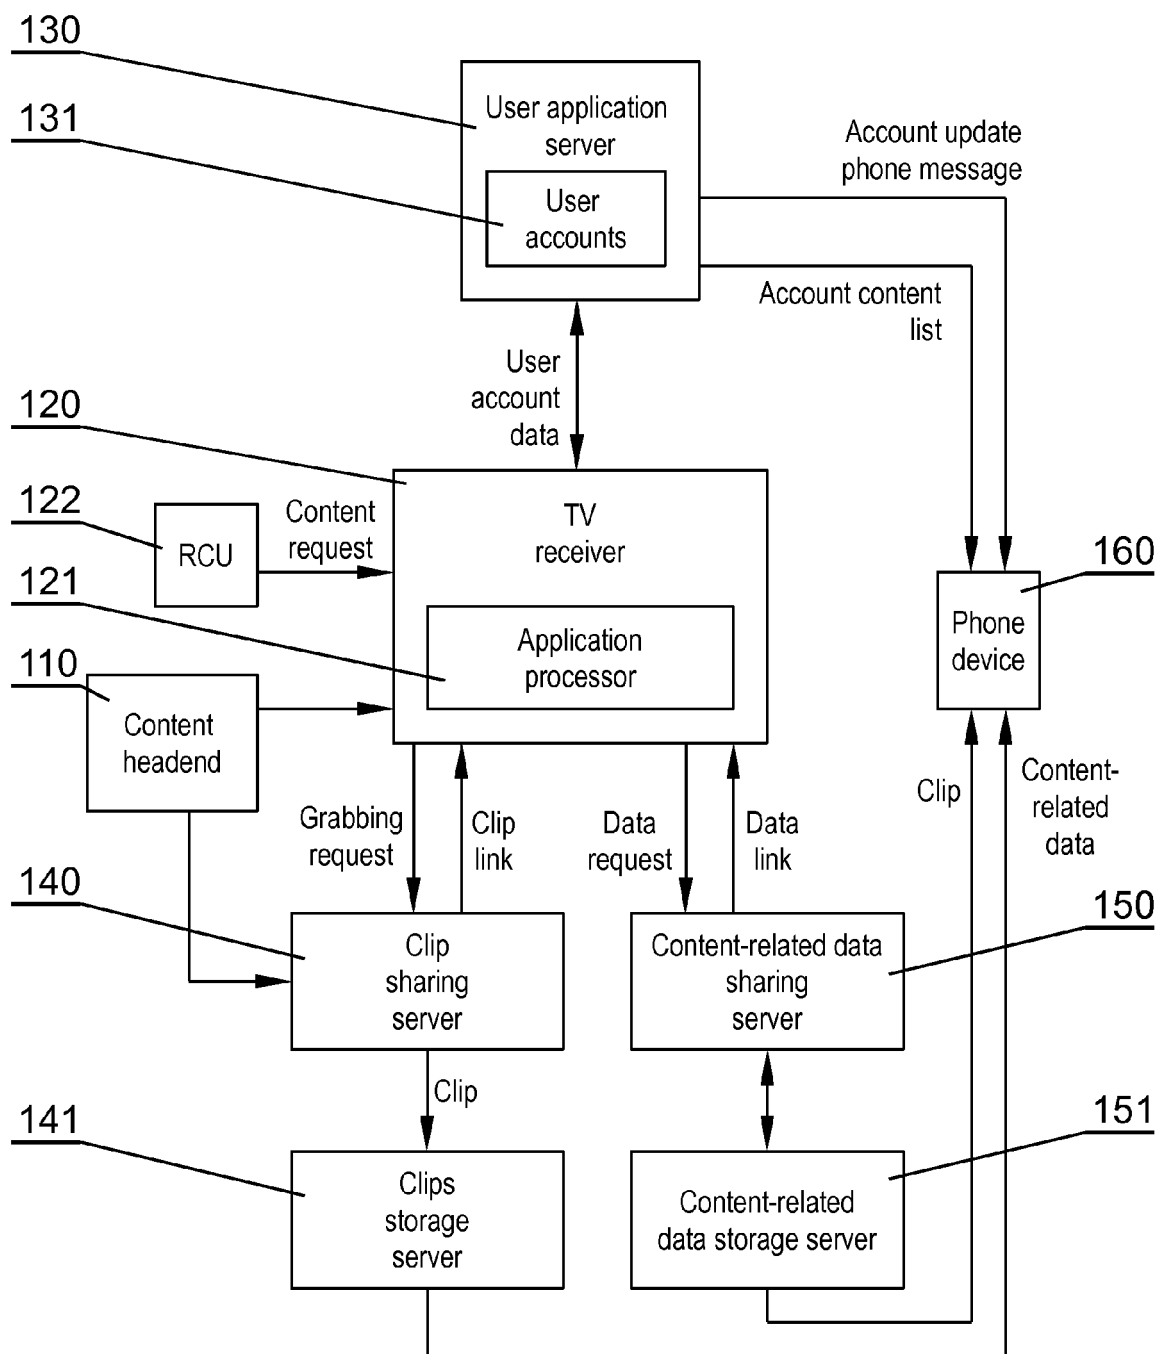 130
131
User application
server
User
accounts
Account update
phone message
Account content
list
User
account
data
120
122
RCU
Content
request
TV
receiver
121
Application
processor
160
Phone
device
110
Content
headend
Grabbing
request
Clip
link
Data
request
Data
link
Clip
Content-
related
data
140
Clip
sharing
server
150
Content-related data
sharing
server
Clip
141
Clips
storage
server
151
Content-related
data storage server